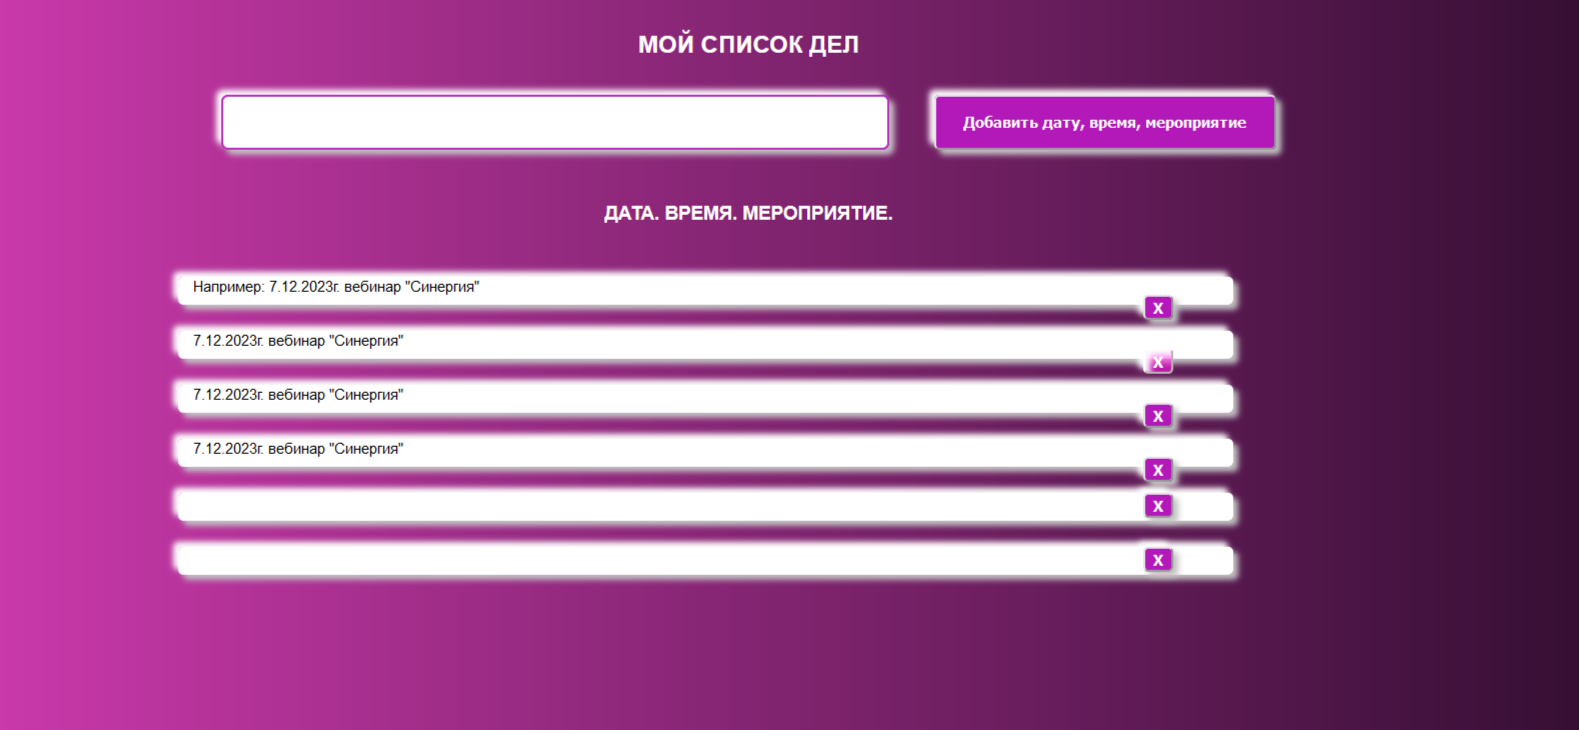 МОЙ СПИСОК ДЕЛ
Добавить дату, время, мероприятие
ДАТА. ВРЕМЯ. МЕРОПРИЯТИЕ.
Например: 7.12.2023г. вебинар "Синергия"
X
7.12.2023г. вебинар "Синергия"
X
7.12.2023г. вебинар "Синергия"
X
7.12.2023г. вебинар "Синергия"
X
X
X